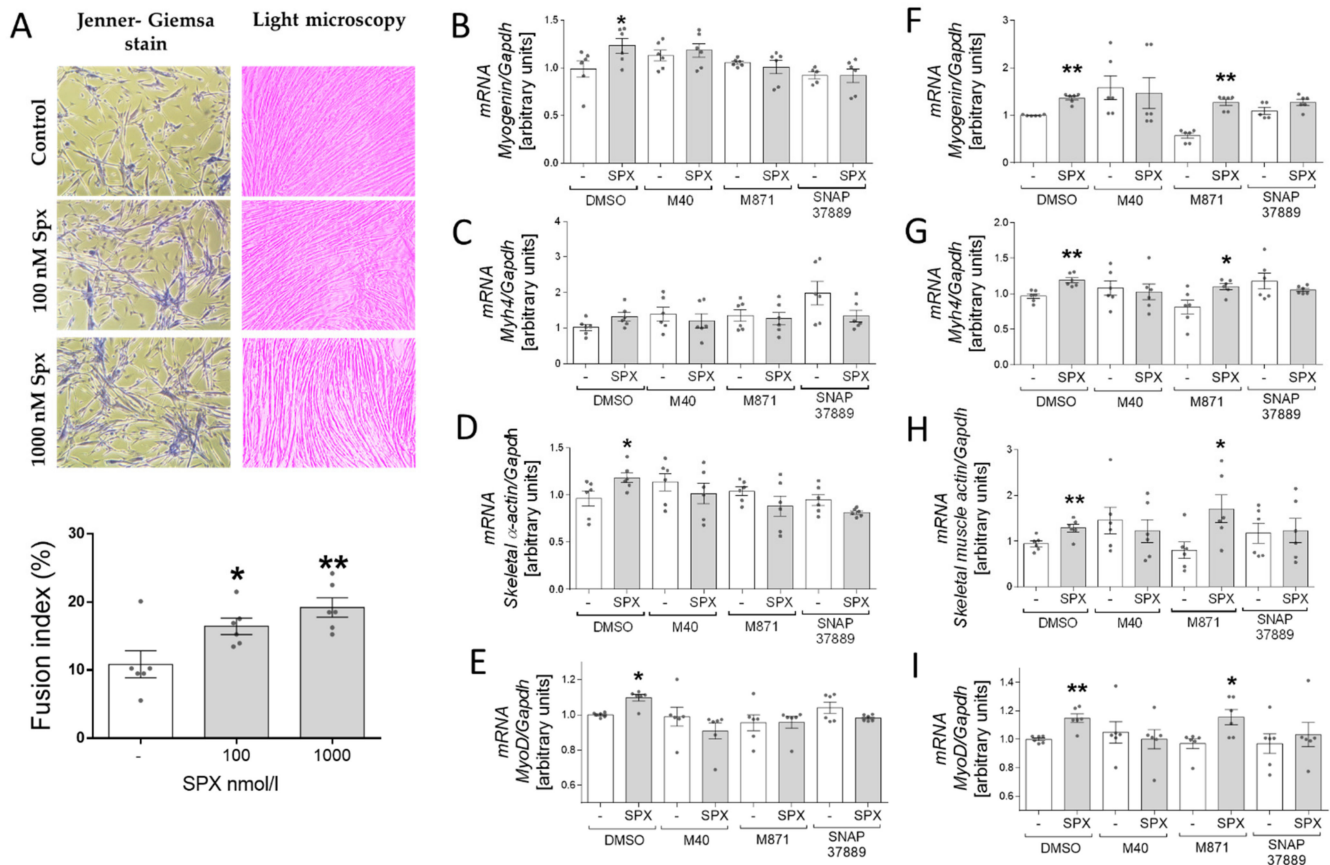 A
Jenner- Giemsa
stain
Light microscopy
Control
100 nM Spx
1000 nM Spx
Fusion index (%)
30
20
10
0
*
**
-
100
1000
SPX nmol/l
B
mRNA
Myogenin/Gapdh
[arbitrary units]
1.5
1.0
0.5
0.0
*
- SPX - SPX - SPX - SPX
DMSO M40 M871 SNAP
37889
C
mRNA
Myh4/Gapdh
[arbitrary units]
4
3
2
1
0
- SPX - SPX - SPX - SPX
DMSO M40 M871 SNAP
37889
D
mRNA
Skeletal α-actin/Gapdh
[arbitrary units]
1.5
1.0
0.5
0.0
*
- SPX - SPX - SPX - SPX
DMSO M40 M871 SNAP
37889
E
mRNA
MyoD/Gapdh
[arbitrary units]
1.4
1.2
1.0
0.8
0.6
*
- SPX - SPX - SPX - SPX
DMSO M40 M871 SNAP
37889
F
mRNA
Myogenin/Gapdh
[arbitrary units]
3
2
1
0
** **
- SPX - SPX - SPX - SPX
DMSO M40 M871 SNAP
37889
G
mRNA
Myh4/Gapdh
[arbitrary units]
2.0
1.5
1.0
0.5
0.0
** *
- SPX - SPX - SPX - SPX
DMSO M40 M871 SNAP
37889
H
mRNA
Skeletal muscle actin/Gapdh
[arbitrary units]
4
3
2
1
0
** *
- SPX - SPX - SPX - SPX
DMSO M40 M871 SNAP
37889
I
mRNA
MyoD/Gapdh
[arbitrary units]
1.4
1.2
1.0
0.8
0.6
** *
- SPX - SPX - SPX - SPX
DMSO M40 M871 SNAP
37889